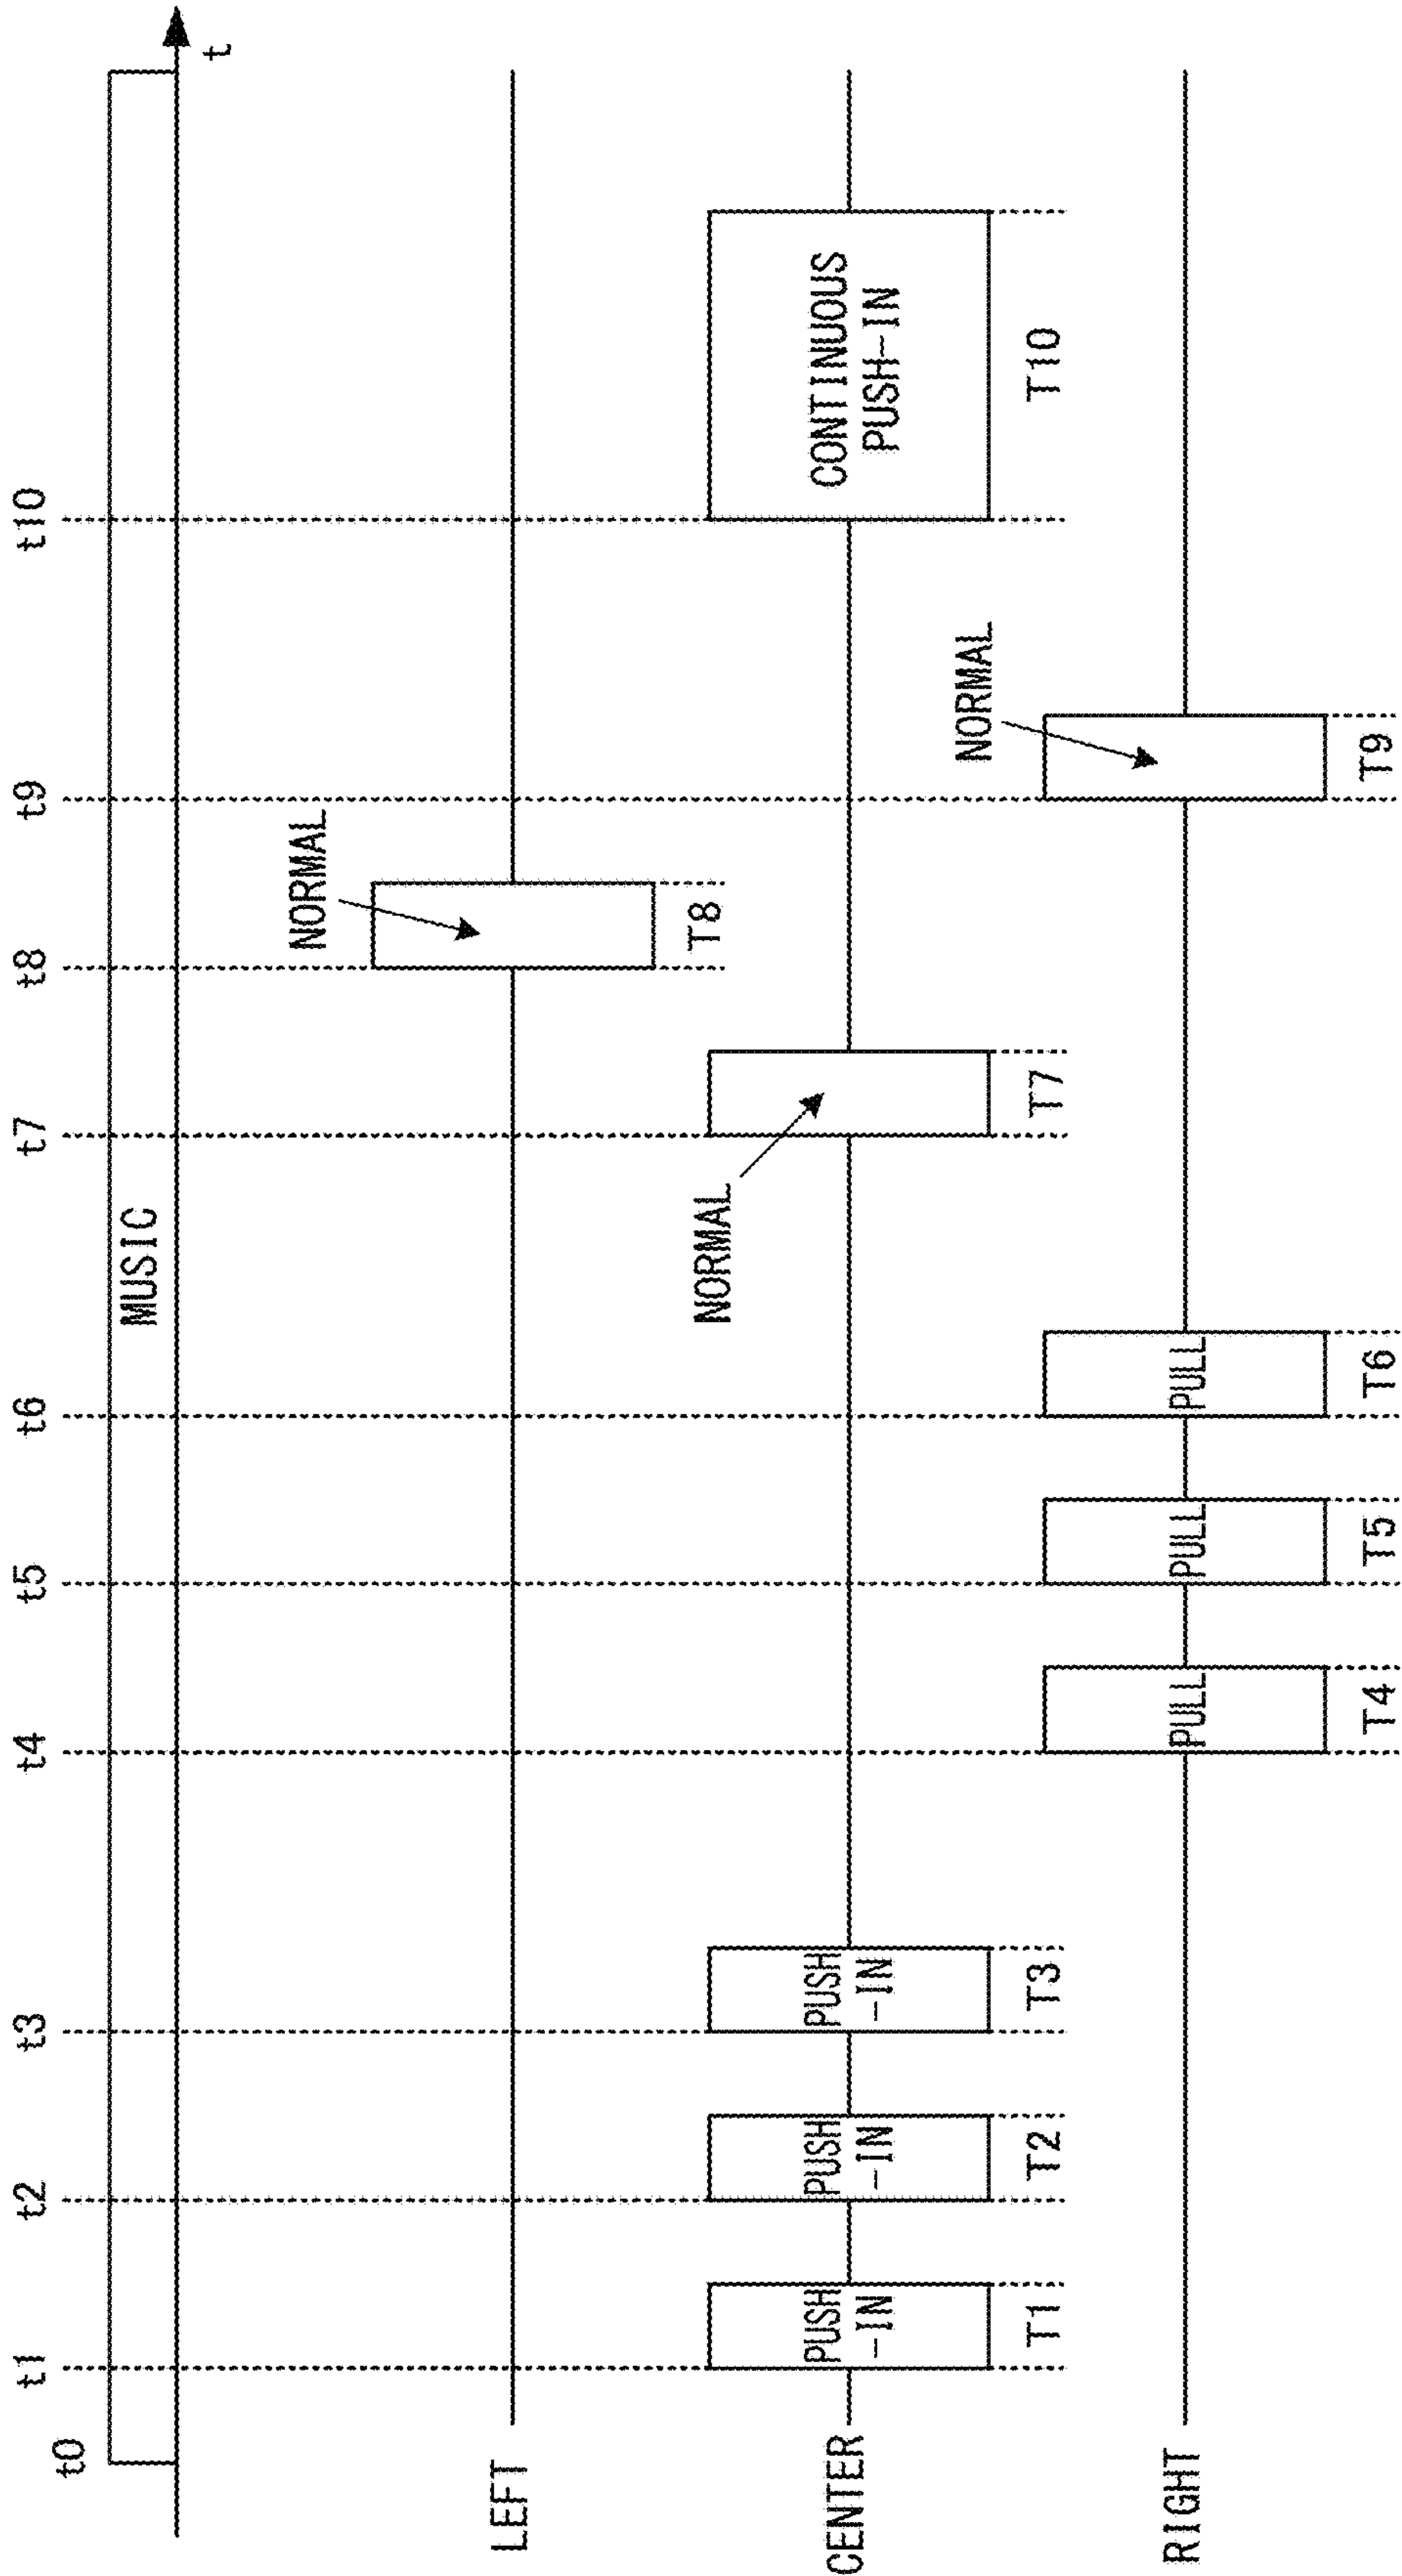 t0
t1
t2
t3
t4
t5
t6
t7
t8
t9
t10
MUSIC
t
LEFT
NORMAL
T8
CENTER
PUSH
-IN
T1
PUSH
-IN
T2
PUSH
-IN
T3
NORMAL
T7
CONTINUOUS
PUSH-IN
T10
RIGHT
PULL
T4
PULL
T5
PULL
T6
NORMAL
T9